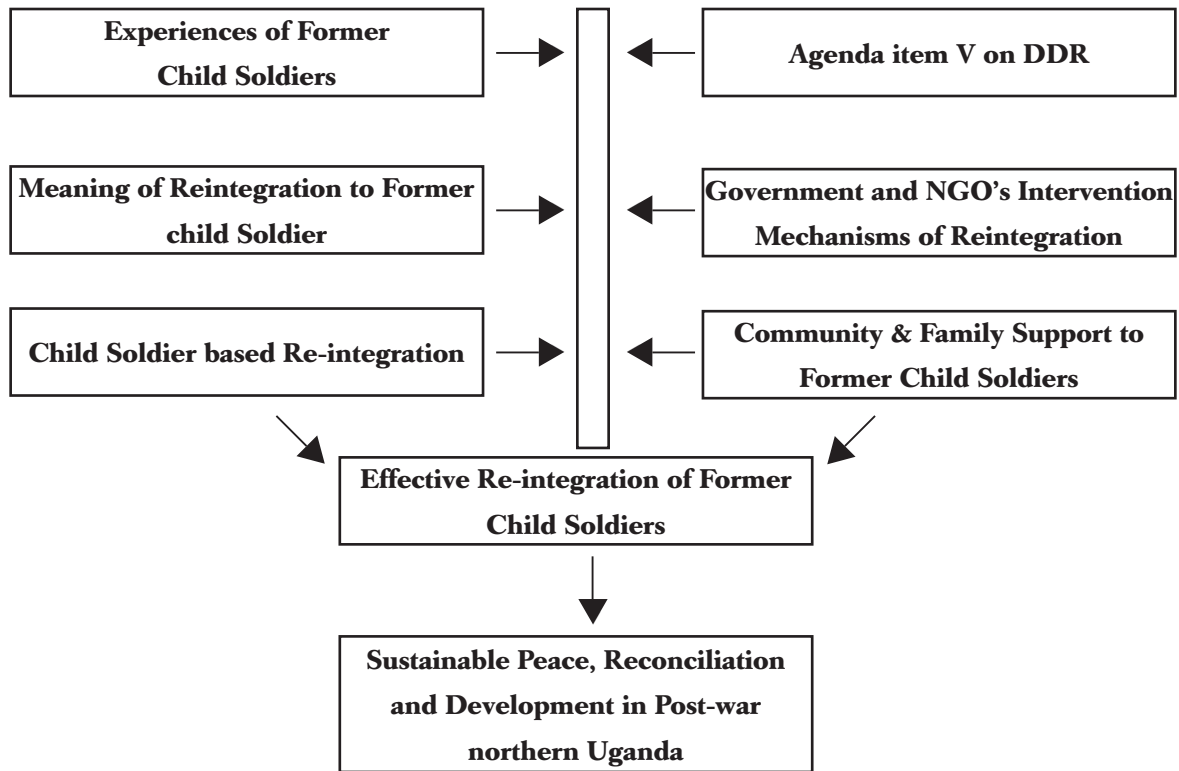 Experiences of Former
Child Soldiers
Agenda item V on DDR
Meaning of Reintegration to Former
child Soldier
Government and NGO’s Intervention
Mechanisms of Reintegration
Child Soldier based Re-integration
Community & Family Support to
Former Child Soldiers
Effective Re-integration of Former
Child Soldiers
Sustainable Peace, Reconciliation
and Development in Post-war
northern Uganda